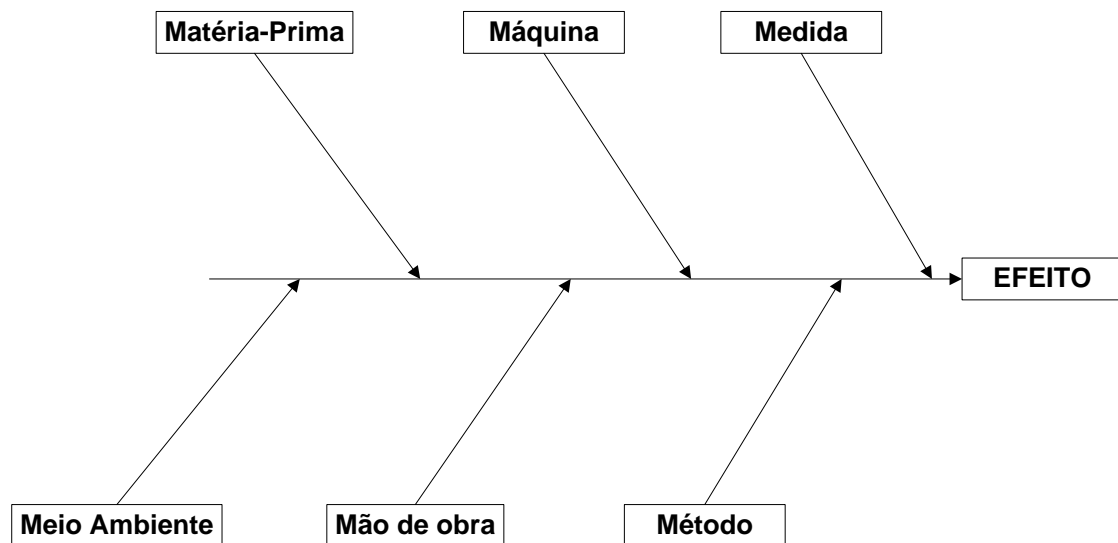 Matéria-Prima
Máquina
Medida
EFEITO
Meio Ambiente
Mão de obra
Método